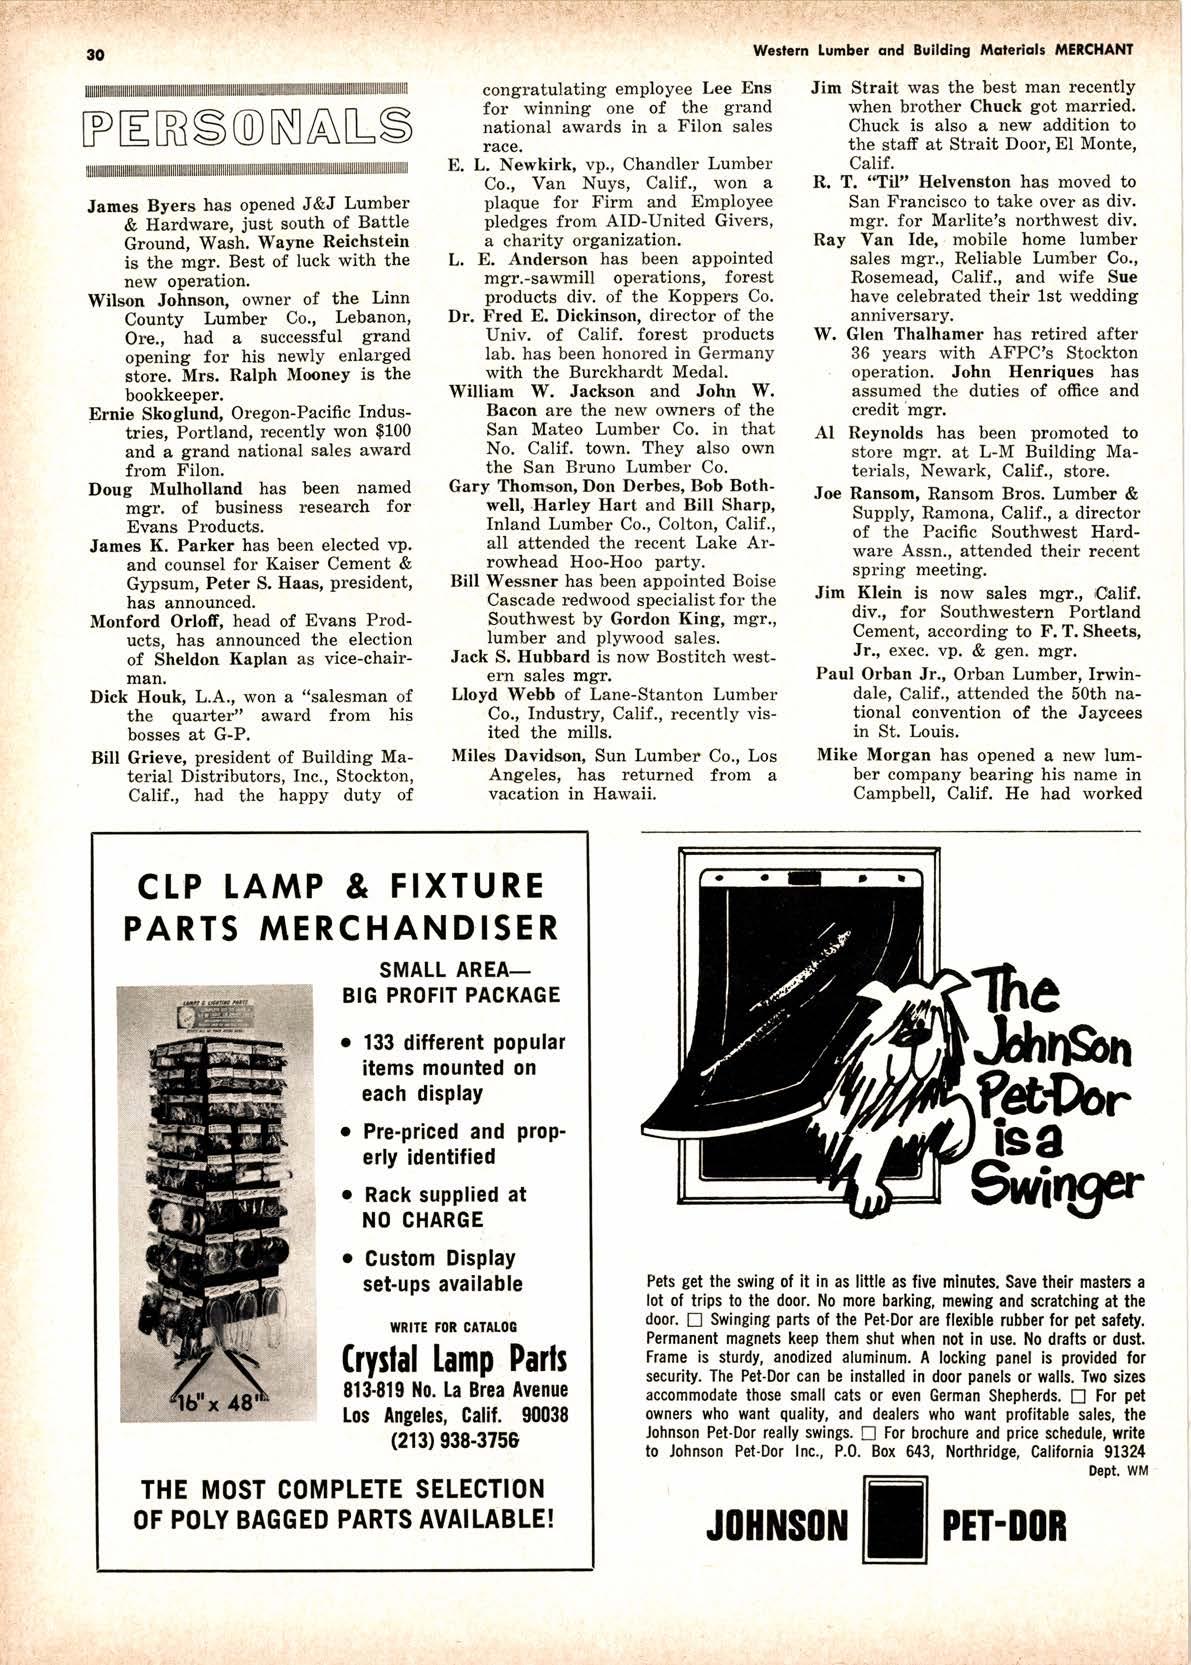 30
Western Lumber and Building Materials MERCHANT
PERSONALS
James Byers has opened J&J Lumber
& Hardware, just south of Battle
Ground, Wash. Wayne Reichstein
is the mgr. Best of luck with the
new operation.
Wilson Johnson, owner of the Linn
County Lumber Co., Lebanon,
Ore., had a successful grand
opening for his newly enlarged
store. Mrs. Ralph Mooney is the
bookkeeper.
Ernie Skoglund, Oregon-Pacific Indus-
tries, Portland, recently won $100
and a grand national sales award
from Filon.
Doug Mulholland has been named
mgr. of business research for
Evans Products.
James K. Parker has been elected vp.
and counsel for Kaiser Cement &
Gypsum, Peter S. Haas, president,
has announced.
Monford Orloff, head of Evans Prod-
ucts, has announced the election
of Sheldon Kaplan as vice-chair-
man.
Dick Houk, L.A., won a "salesman of
the quarter" award from his
bosses at G-P.
Bill Grieve, president of Building Ma-
terial Distributors, Inc., Stockton,
Calif., had the happy duty of
congratulating employee Lee Ens
for winning one of the grand
national awards in a Filon sales
race.
E. L. Newkirk, vp., Chandler Lumber
Co., Van Nuys, Calif., won a
plaque for Firm and Employee
pledges from AID-United Givers,
a charity organization.
L. E. Anderson has been appointed
mgr.-sawmill operations, forest
products div. of the Koppers Co.
Dr. Fred E. Dickinson, director of the
Univ. of Calif. forest products
lab. has been honored in Germany
with the Burckhardt Medal.
William W. Jackson and John W.
Bacon are the new owners of the
San Mateo Lumber Co. in that
No. Calif. town. They also own
the San Bruno Lumber Co.
Gary Thomson, Don Derbes, Bob Both-
well, Harley Hart and Bill Sharp,
Inland Lumber Co., Colton, Calif.,
all attended the recent Lake Ar-
rowhead Hoo-Hoo party.
Bill Wessner has been appointed Boise
Cascade redwood specialist for the
Southwest by Gordon King, mgr.,
lumber and plywood sales.
Jack S. Hubbard is now Bostitch west-
ern sales mgr.
Lloyd Webb of Lane-Stanton Lumber
Co., Industry, Calif., recently vis-
ited the mills.
Miles Davidson, Sun Lumber Co., Los
Angeles, has returned from a
vacation in Hawaii.
Jim Strait was the best man recently
when brother Chuck got married.
Chuck is also a new addition to
the staff at Strait Door, El Monte,
Calif.
R. T. "Til" Helvenston has moved to
San Francisco to take over as div.
mgr. for Marlite's northwest div.
Ray Van Ide, mobile home lumber
sales mgr., Reliable Lumber Co.,
Rosemead, Calif., and wife Sue
have celebrated their 1st wedding
anniversary.
W. Glen Thalhamer has retired after
36 years with AFPC's Stockton
operation. John Henriques has
assumed the duties of office and
credit mgr.
Al Reynolds has been promoted to
store mgr. at L-M Building Ma-
terials, Newark, Calif., store.
Joe Ransom, Ransom Bros. Lumber &
Supply, Ramona, Calif., a director
of the Pacific Southwest Hard-
ware Assn., attended their recent
spring meeting.
Jim Klein is now sales mgr., Calif.
div., for Southwestern Portland
Cement, according to F. T. Sheets,
Jr., exec. vp. & gen. mgr.
Paul Orban Jr., Orban Lumber, Irwin-
dale, Calif., attended the 50th na-
tional convention of the Jaycees
in St. Louis.
Mike Morgan has opened a new lum-
ber company bearing his name in
Campbell, Calif. He had worked
CLP LAMP & FIXTURE
PARTS MERCHANDISER
SMALL AREA—
BIG PROFIT PACKAGE
• 133 different popular
items mounted on
each display
• Pre-priced and prop-
erly identified
• Rack supplied at
NO CHARGE
• Custom Display
set-ups available
WRITE FOR CATALOG
Crystal Lamp Parts
813-819 No. La Brea Avenue
Los Angeles, Calif. 90038
(213) 938-3756
LAMPS & LIGHTING PARTS
16" x 48"
THE MOST COMPLETE SELECTION
OF POLY BAGGED PARTS AVAILABLE!
The
Johnson
Pet-Dor
is a
Swinger
Pets get the swing of it in as little as five minutes. Save their masters a
lot of trips to the door. No more barking, mewing and scratching at the
door. □ Swinging parts of the Pet-Dor are flexible rubber for pet safety.
Permanent magnets keep them shut when not in use. No drafts or dust.
Frame is sturdy, anodized aluminum. A locking panel is provided for
security. The Pet-Dor can be installed in door panels or walls. Two sizes
accommodate those small cats or even German Shepherds. □ For pet
owners who want quality, and dealers who want profitable sales, the
Johnson Pet-Dor really swings. □ For brochure and price schedule, write
to Johnson Pet-Dor Inc., P.O. Box 643, Northridge, California 91324
Dept. WM
JOHNSON PET-DOR